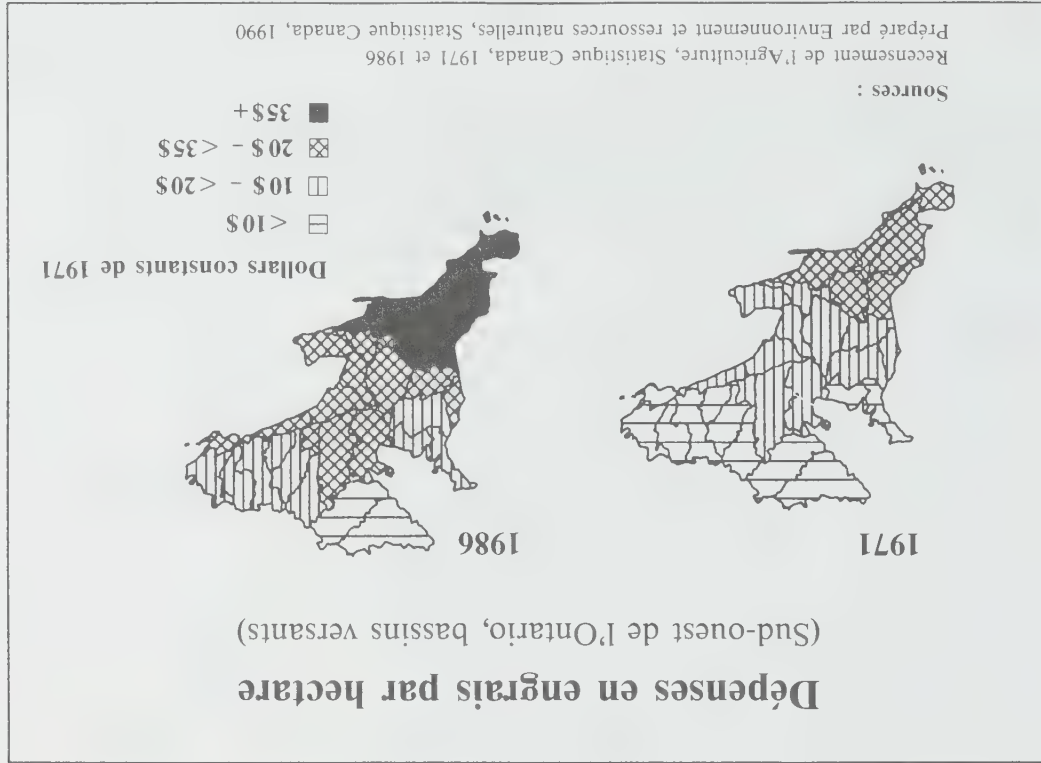 Dépenses en engrais par hectare
(Sud-ouest de l'Ontario, bassins versants)
1971
1986
Dollars constants de 1971
<10$
10$ - <20$
20$ - <35$
35$+
Sources :
Recensement de l'Agriculture, Statistique Canada, 1971 et 1986
Préparé par Environnement et ressources naturelles, Statistique Canada, 1990